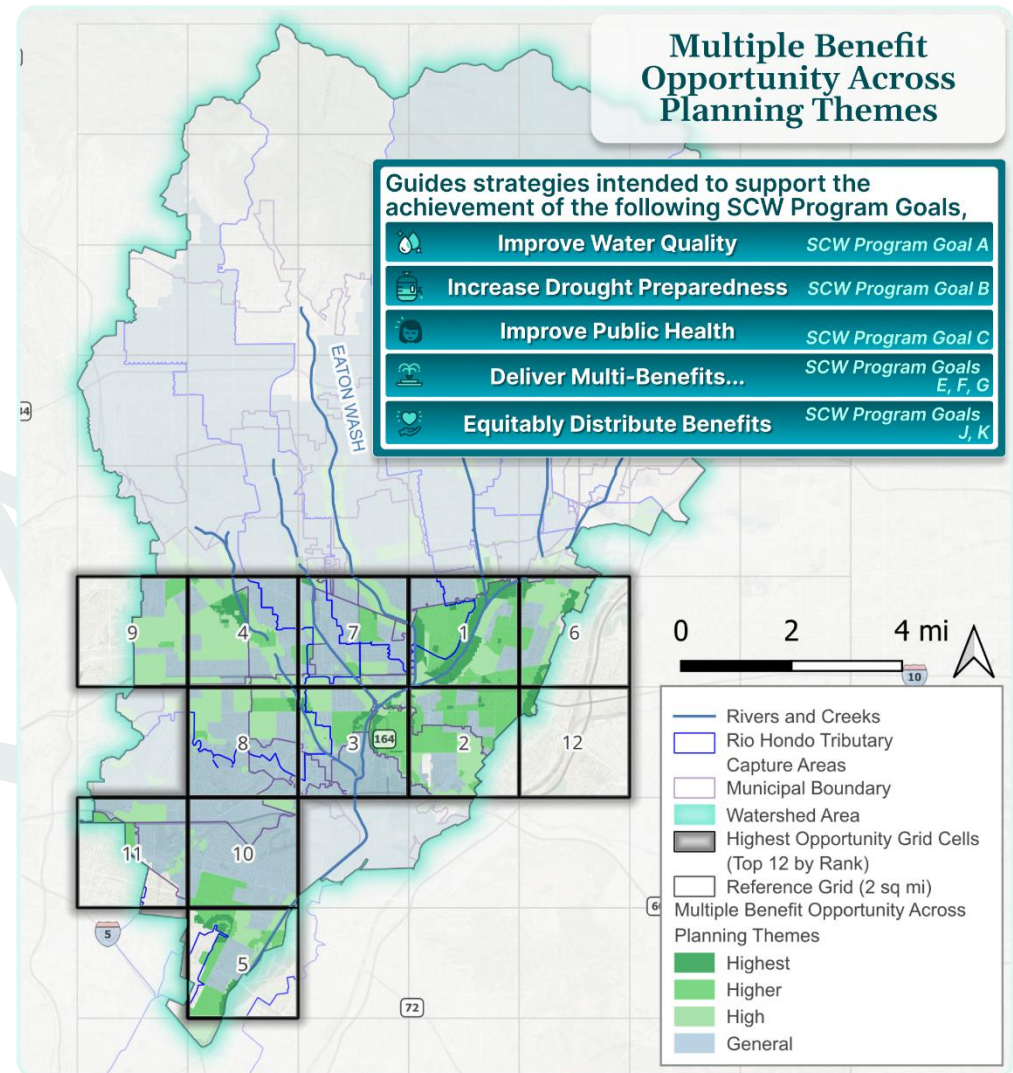 Multiple Benefit
Opportunity Across
Planning Themes
Guides strategies intended to support the
achievement of the following SCW Program Goals,
Improve Water Quality SCW Program Goal A
Increase Drought Preparedness SCW Program Goal B
Improve Public Health SCW Program Goal C
Deliver Multi-Benefits... SCW Program Goals
E, F, G
Equitably Distribute Benefits SCW Program Goals
J, K
EATON WASH
9
4
7
1
6
8
3
164
2
12
11
10
5
5
72
0 2 4 mi
10
Rivers and Creeks
Rio Hondo Tributary
Capture Areas
Municipal Boundary
Watershed Area
Highest Opportunity Grid Cells
(Top 12 by Rank)
Reference Grid (2 sq mi)
Multiple Benefit Opportunity Across
Planning Themes
Highest
Higher
High
General